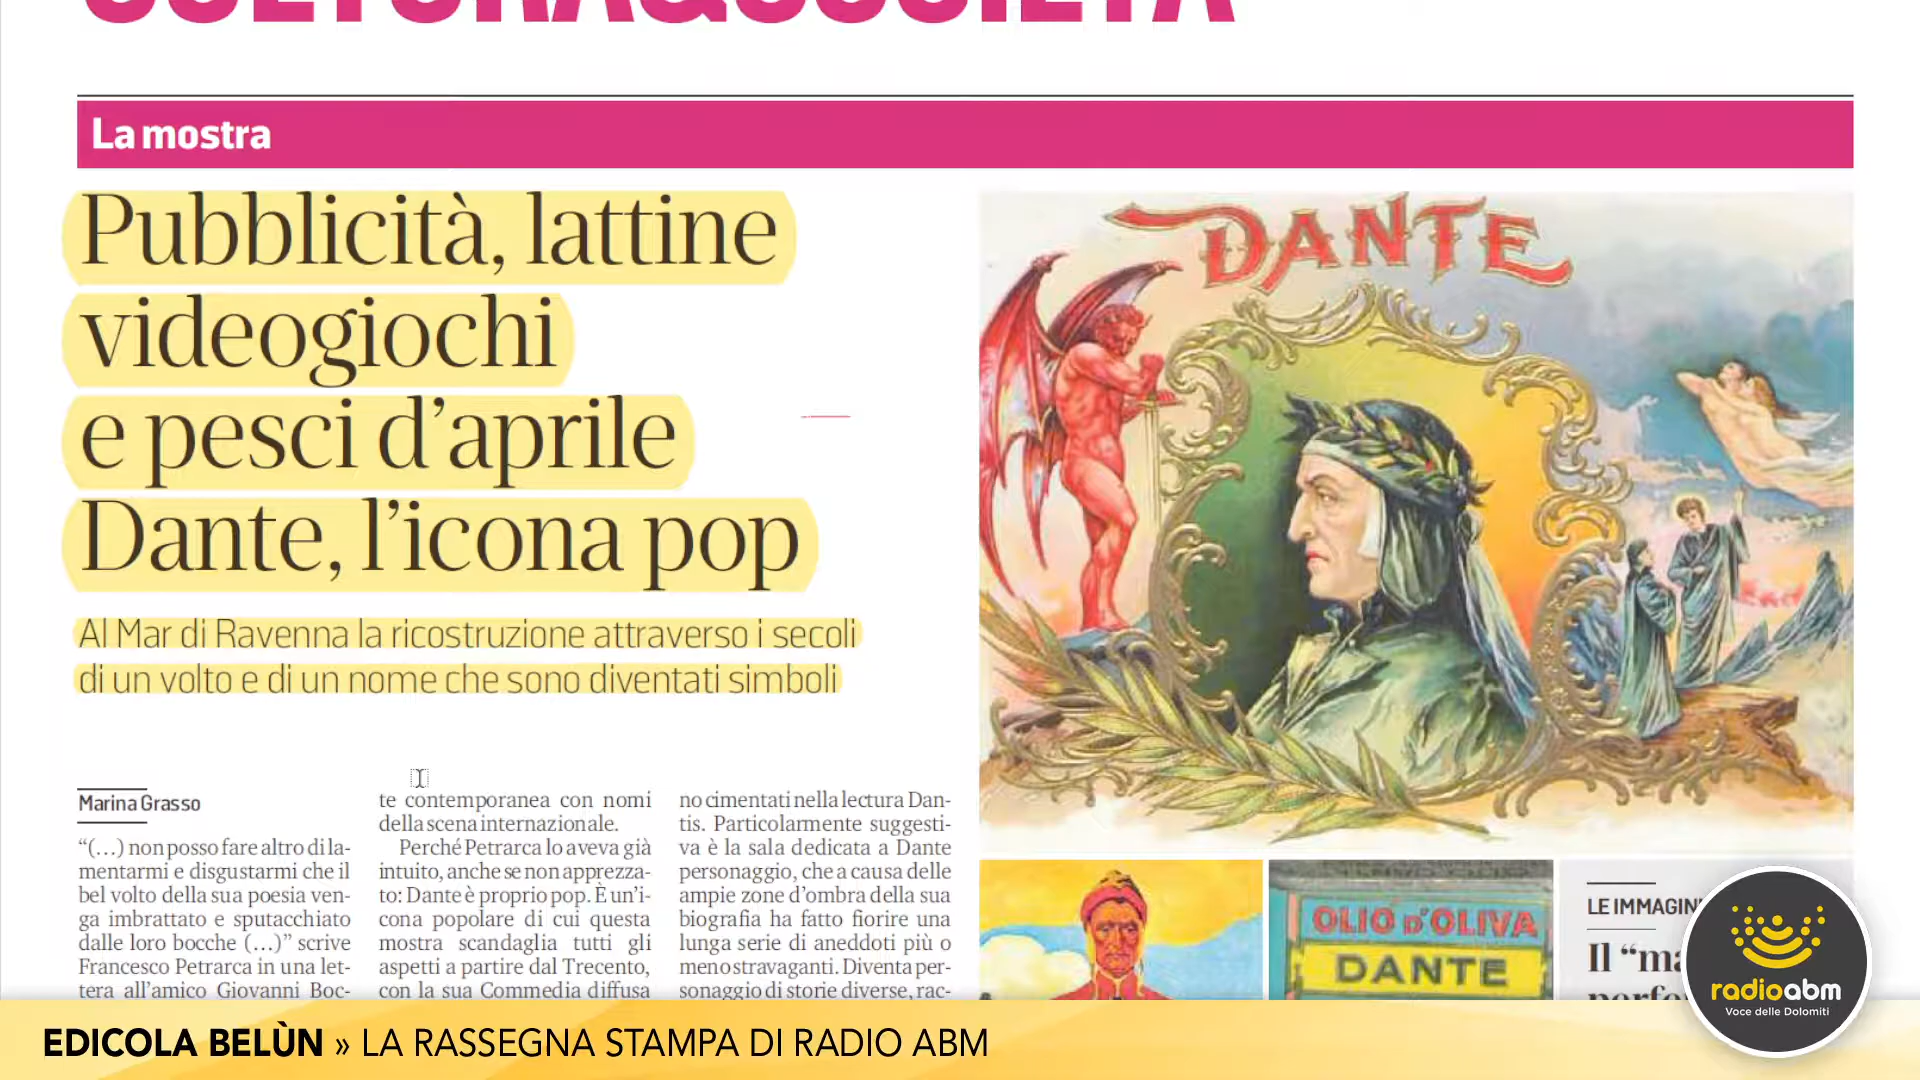 CULTURA&SOCIETÀ
La mostra
Pubblicità, lattine
videogiochi
e pesci d'aprile
Dante, l'icona pop
Al Mar di Ravenna la ricostruzione attraverso i secoli
di un volto e di un nome che sono diventati simboli
Marina Grasso
“(…) non posso fare altro di la-
mentarmi e disgustarmi che il
bel volto della sua poesia ven-
ga imbrattato e sputacchiato
dalle loro bocche (…)” scrive
Francesco Petrarca in una let-
tera all’amico Giovanni Boc-
te contemporanea con nomi
della scena internazionale.
Perché Petrarca lo aveva già
intuito, anche se non apprezza-
to: Dante è proprio pop. È un’i-
cona popolare di cui questa
mostra scandaglia tutti gli
aspetti a partire dal Trecento,
con la sua Commedia diffusa
no cimentati nella lectura Dan-
tis. Particolarmente suggesti-
va è la sala dedicata a Dante
personaggio, che a causa delle
ampie zone d’ombra della sua
biografia ha fatto fiorire una
lunga serie di aneddoti più o
meno stravaganti. Diventa per-
sonaggio di storie diverse, rac-
DANTE
OLIO D'OLIVA
DANTE
LE IMMAGIN
Il “ma
radioabm
Voce delle Dolomiti
EDICOLA BELÙN » LA RASSEGNA STAMPA DI RADIO ABM